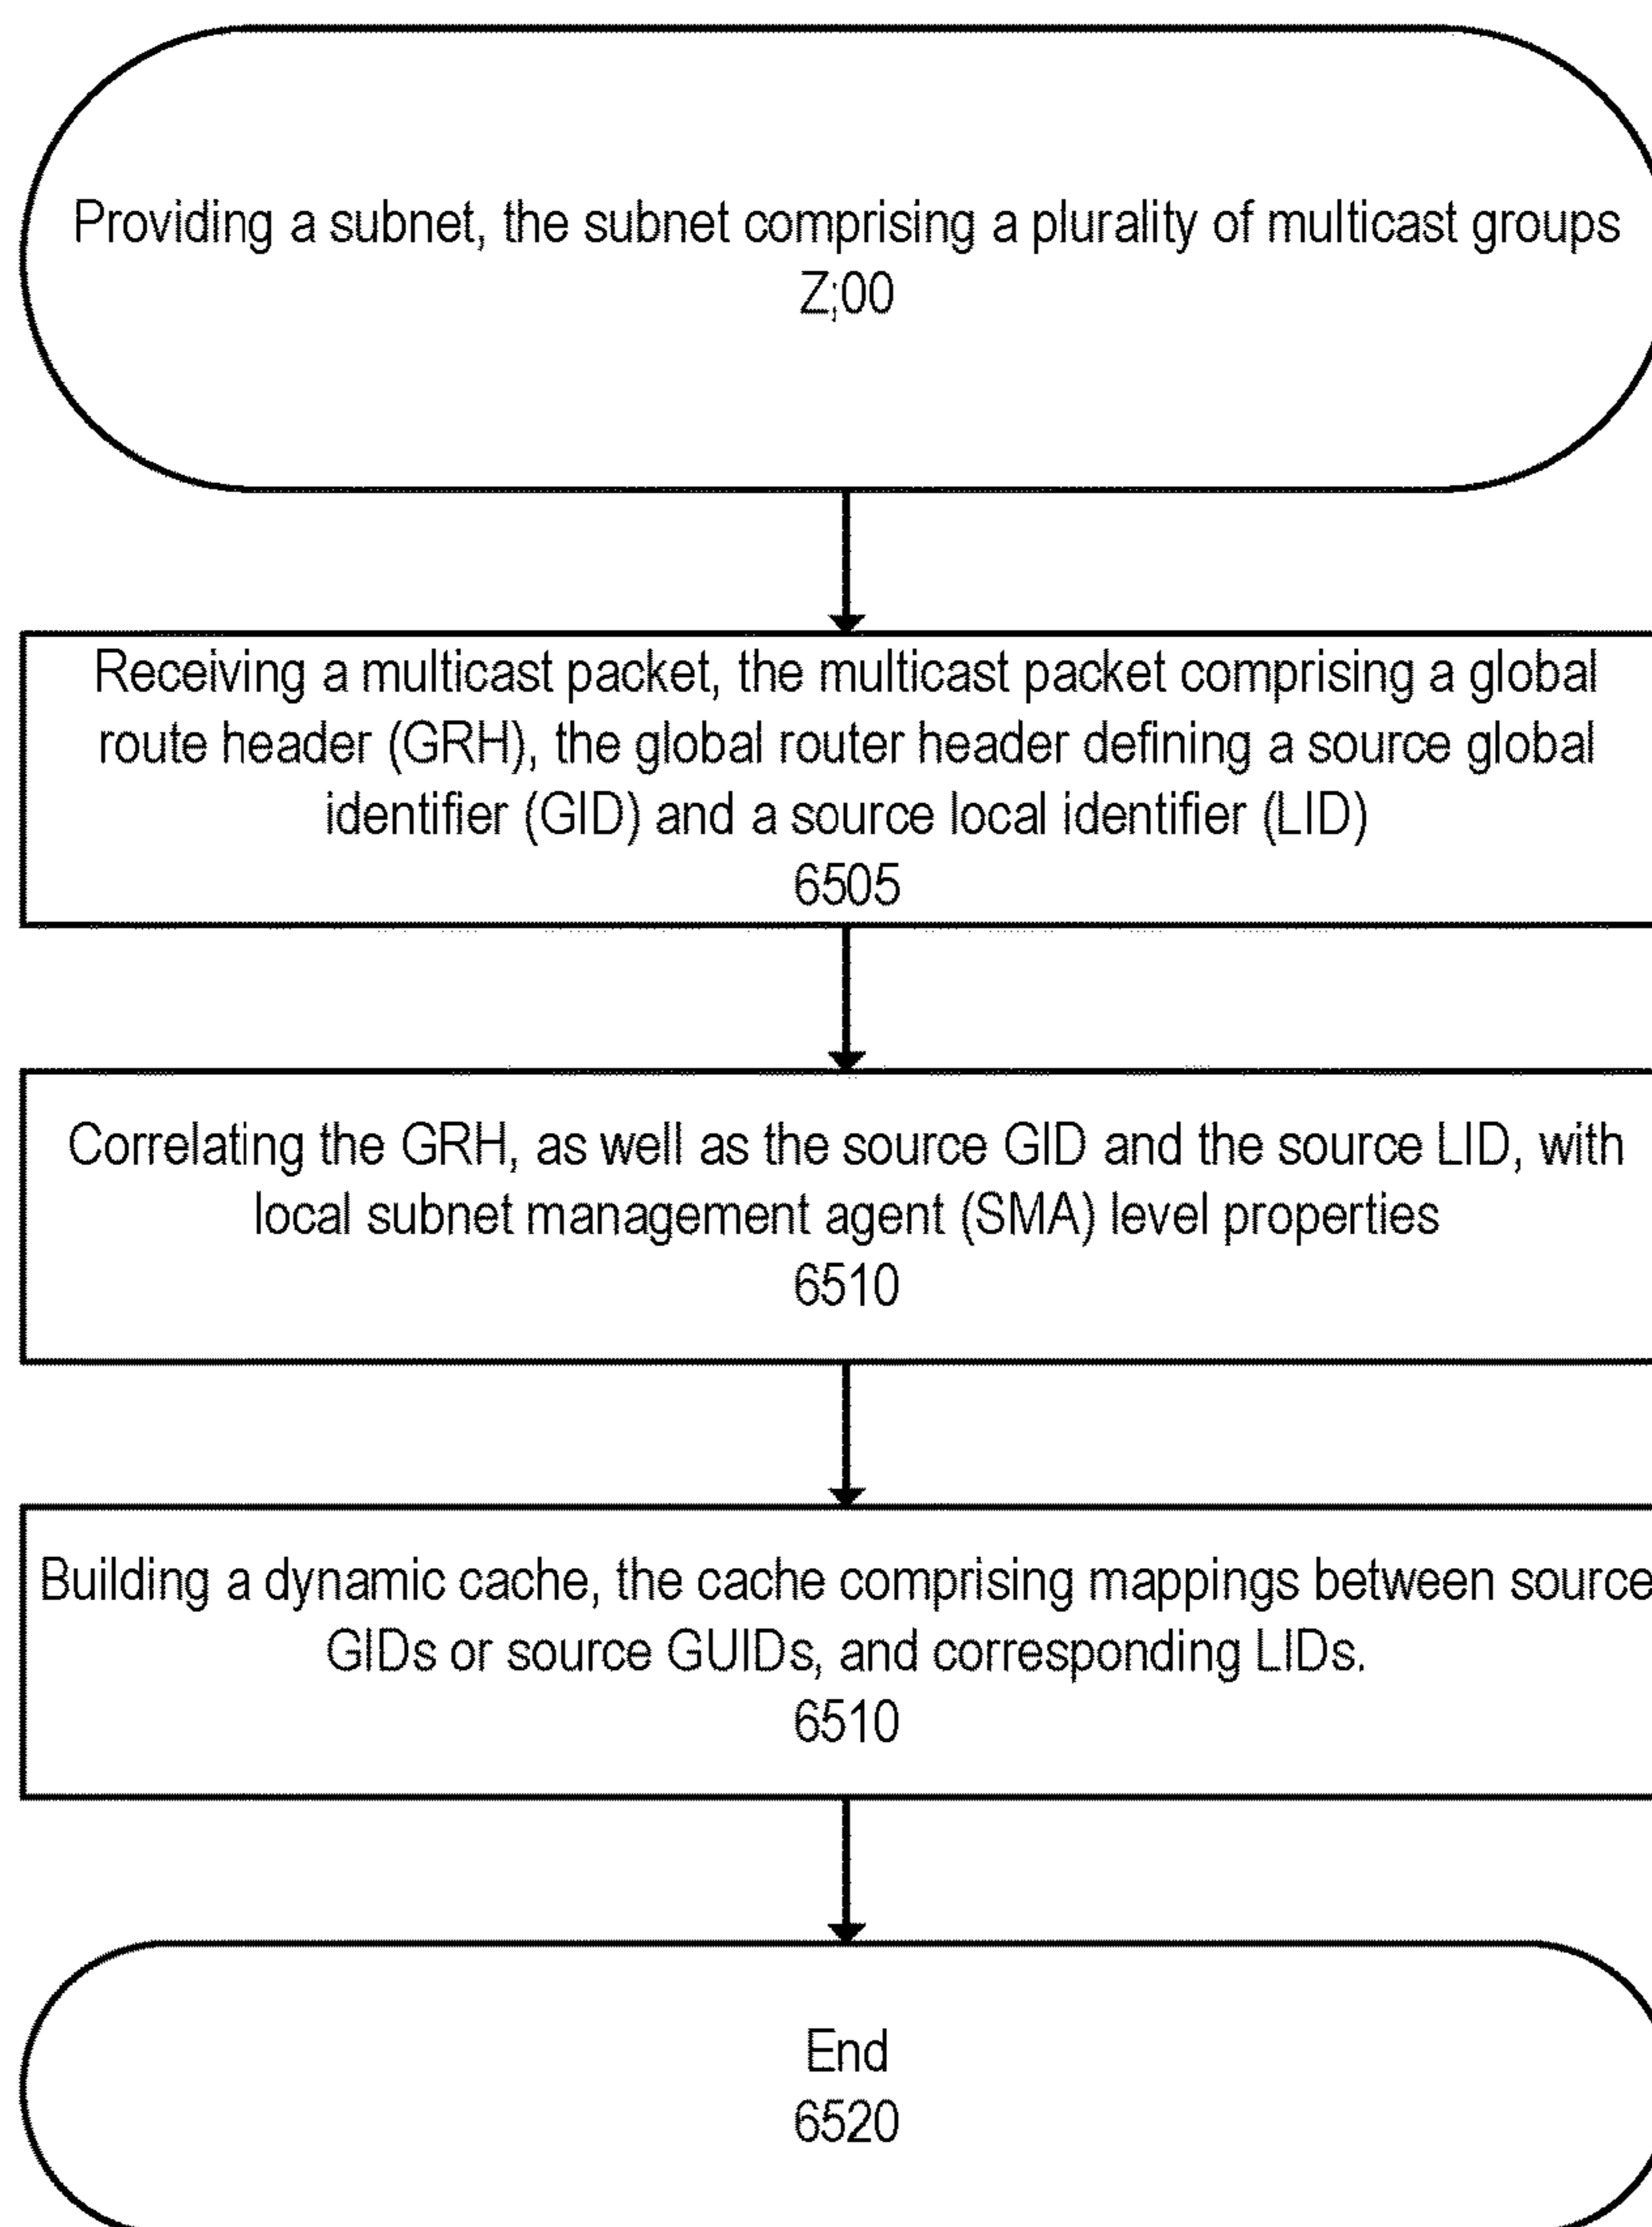 Providing a subnet, the subnet comprising a plurality of multicast groups
Z;00
Receiving a multicast packet, the multicast packet comprising a global
route header (GRH), the global router header defining a source global
identifier (GID) and a source local identifier (LID)
6505
Correlating the GRH, as well as the source GID and the source LID, with
local subnet management agent (SMA) level properties
6510
Building a dynamic cache, the cache comprising mappings between source
GIDs or source GUIDs, and corresponding LIDs.
6510
End
6520